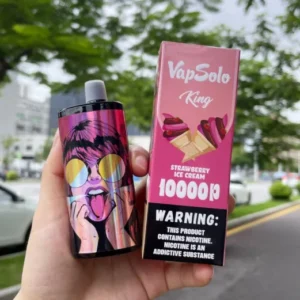 VapSolo
King
STRAWBERRY
ICE CREAM
10000P
WARNING:
THIS PRODUCT
CONTAINS NICOTINE.
NICOTINE IS AN
ADDICTIVE SUBSTANCE